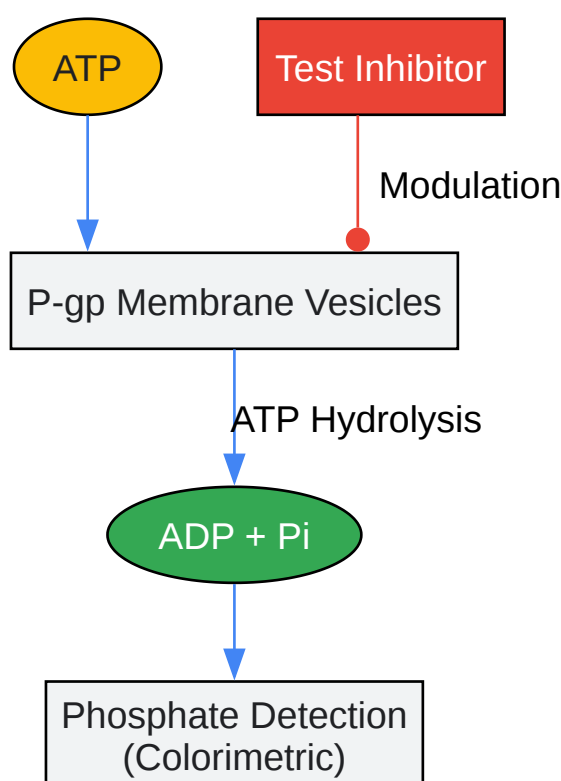 ATP
Test Inhibitor
Modulation
P-gp Membrane Vesicles
ATP Hydrolysis
ADP + Pi
Phosphate Detection
(Colorimetric)